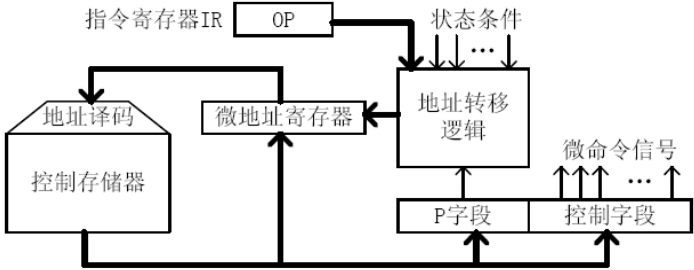 指令寄存器IR
OP
状态条件
...
地址译码
微地址寄存器
地址转移
逻辑
控制存储器
微命令信号
...
P字段
控制字段